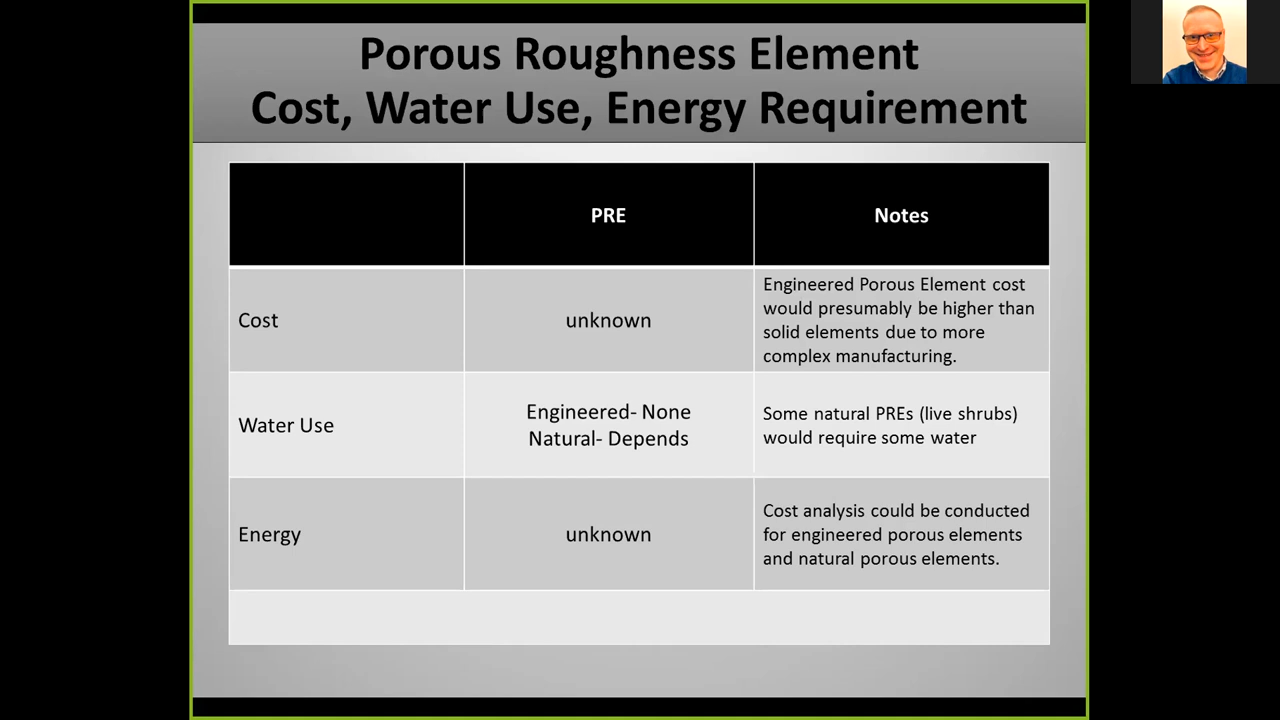 Porous Roughness Element
Cost, Water Use, Energy Requirement
PRE
Notes
Cost
unknown
Engineered Porous Element cost
would presumably be higher than
solid elements due to more
complex manufacturing.
Water Use
Engineered- None
Natural- Depends
Some natural PREs (live shrubs)
would require some water
Energy
unknown
Cost analysis could be conducted
for engineered porous elements
and natural porous elements.